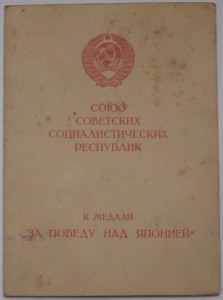 СОЮЗ
СОВЕТСКИХ
СОЦИАЛИСТИЧЕСКИХ
РЕСПУБЛИК
К МЕДАЛИ
"ЗА ПОБЕДУ НАД ЯПОНИЕЙ"